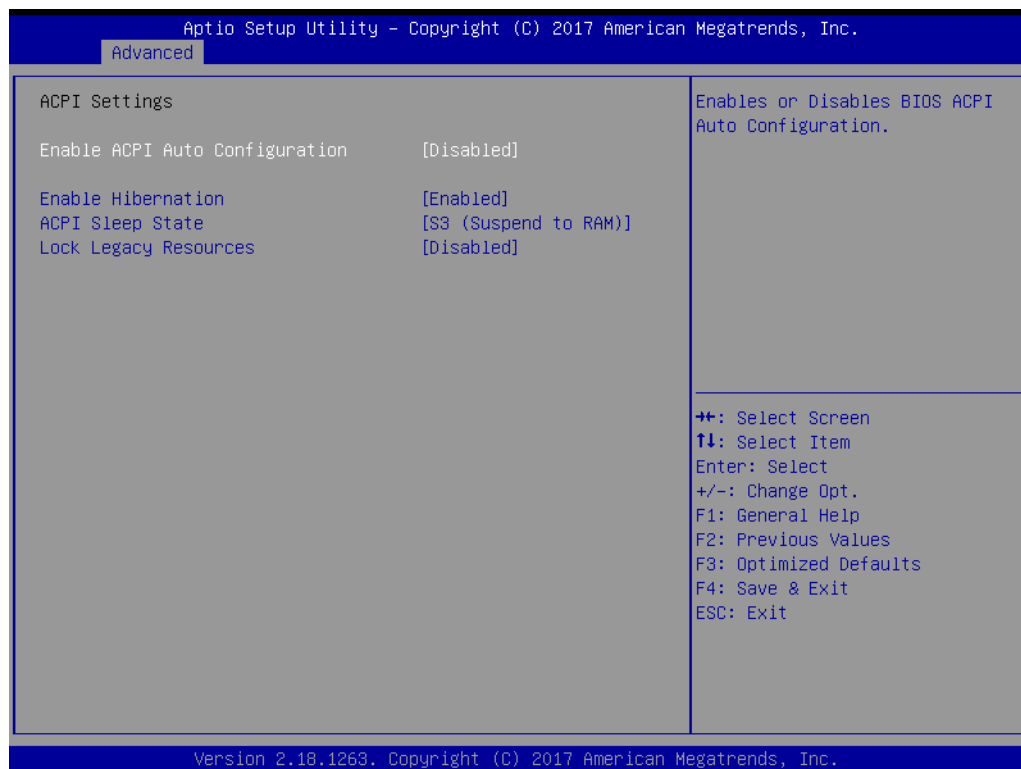 Aptio Setup Utility – Copyright (C) 2017 American Megatrends, Inc.
Advanced
ACPI Settings
Enable ACPI Auto Configuration [Disabled]
Enable Hibernation [Enabled]
ACPI Sleep State [S3 (Suspend to RAM)]
Lock Legacy Resources [Disabled]
Enables or Disables BIOS ACPI
Auto Configuration.
→←: Select Screen
↑↓: Select Item
Enter: Select
+/-: Change Opt.
F1: General Help
F2: Previous Values
F3: Optimized Defaults
F4: Save & Exit
ESC: Exit
Version 2.18.1263. Copyright (C) 2017 American Megatrends, Inc.